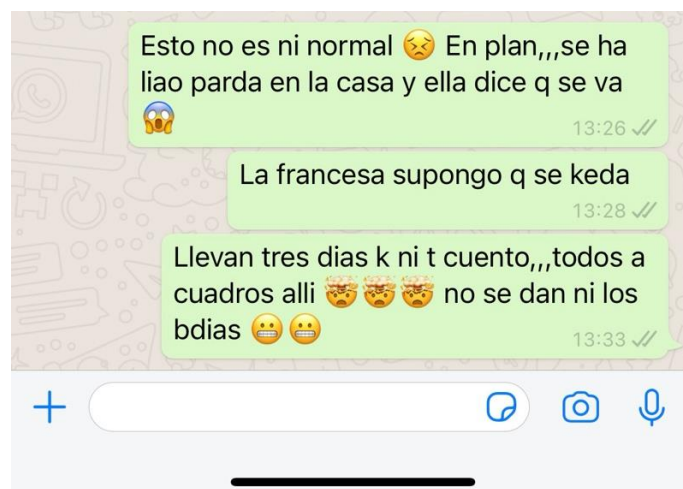 Esto no es ni normal 😣 En plan,,,se ha
liao parda en la casa y ella dice q se va
😱
13:26
La francesa supongo q se keda
13:28
Llevan tres dias k ni t cuento,,,todos a
cuadros alli 🤯🤯🤯 no se dan ni los
bdias 😬😬
13:33